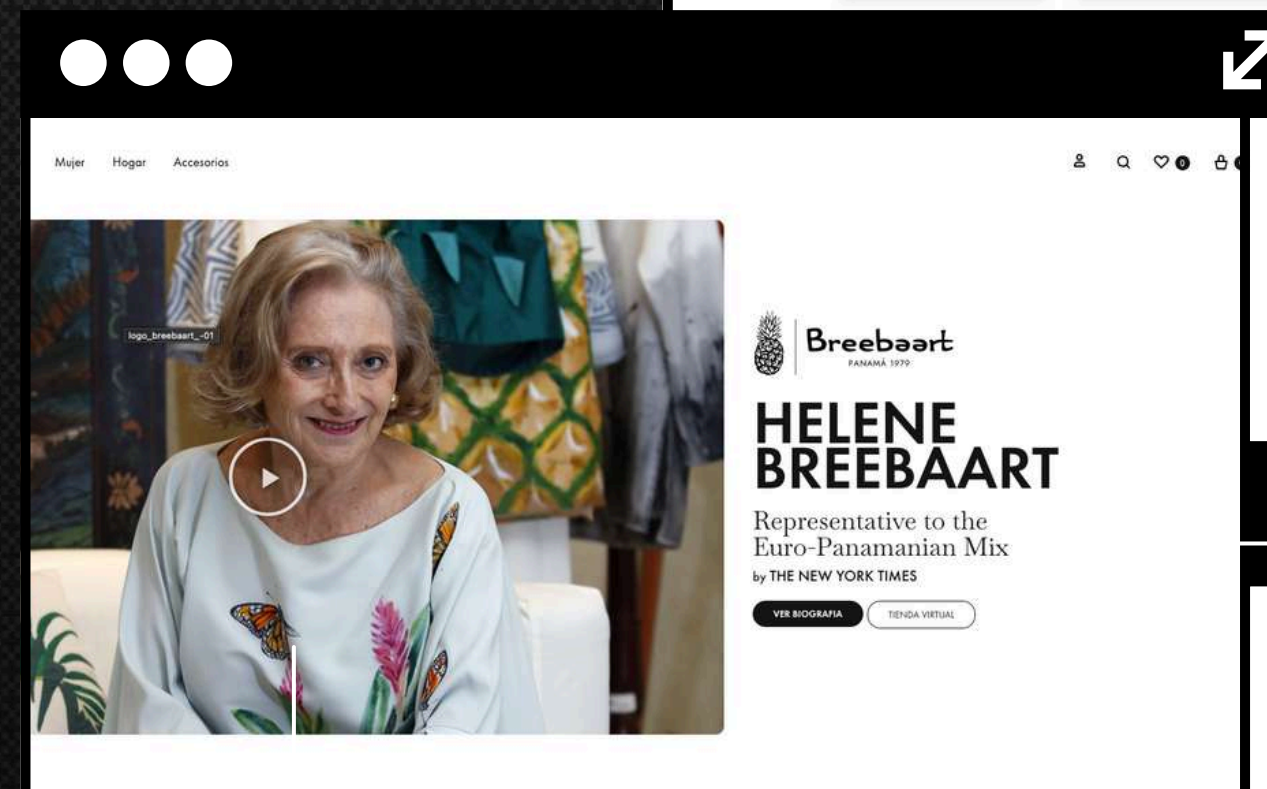 Mujer Hogar Accesorios
0
logo_breebaart_-01
Breebaart
PANAMÁ 1979
HELENE
BREEBAART
Representative to the
Euro-Panamanian Mix
by THE NEW YORK TIMES
VER BIOGRAFIA TIENDA VIRTUAL